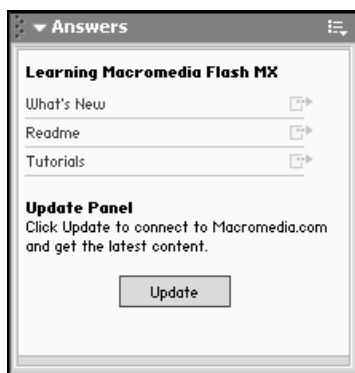 Answers
Learning Macromedia Flash MX
What's New
Readme
Tutorials
Update Panel
Click Update to connect to Macromedia.com
and get the latest content.
Update